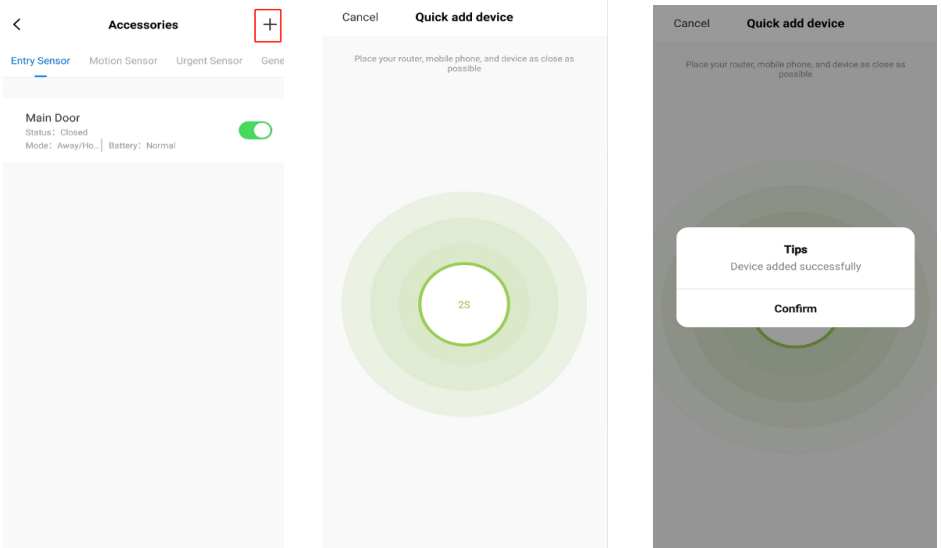 Accessories
Entry Sensor Motion Sensor Urgent Sensor Gene
Main Door
Status: Closed
Mode: Away/Ho... Battery: Normal
Cancel Quick add device
Place your router, mobile phone, and device as close as
possible
2S
Cancel Quick add device
Place your router, mobile phone, and device as close as
possible
Tips
Device added successfully
Confirm